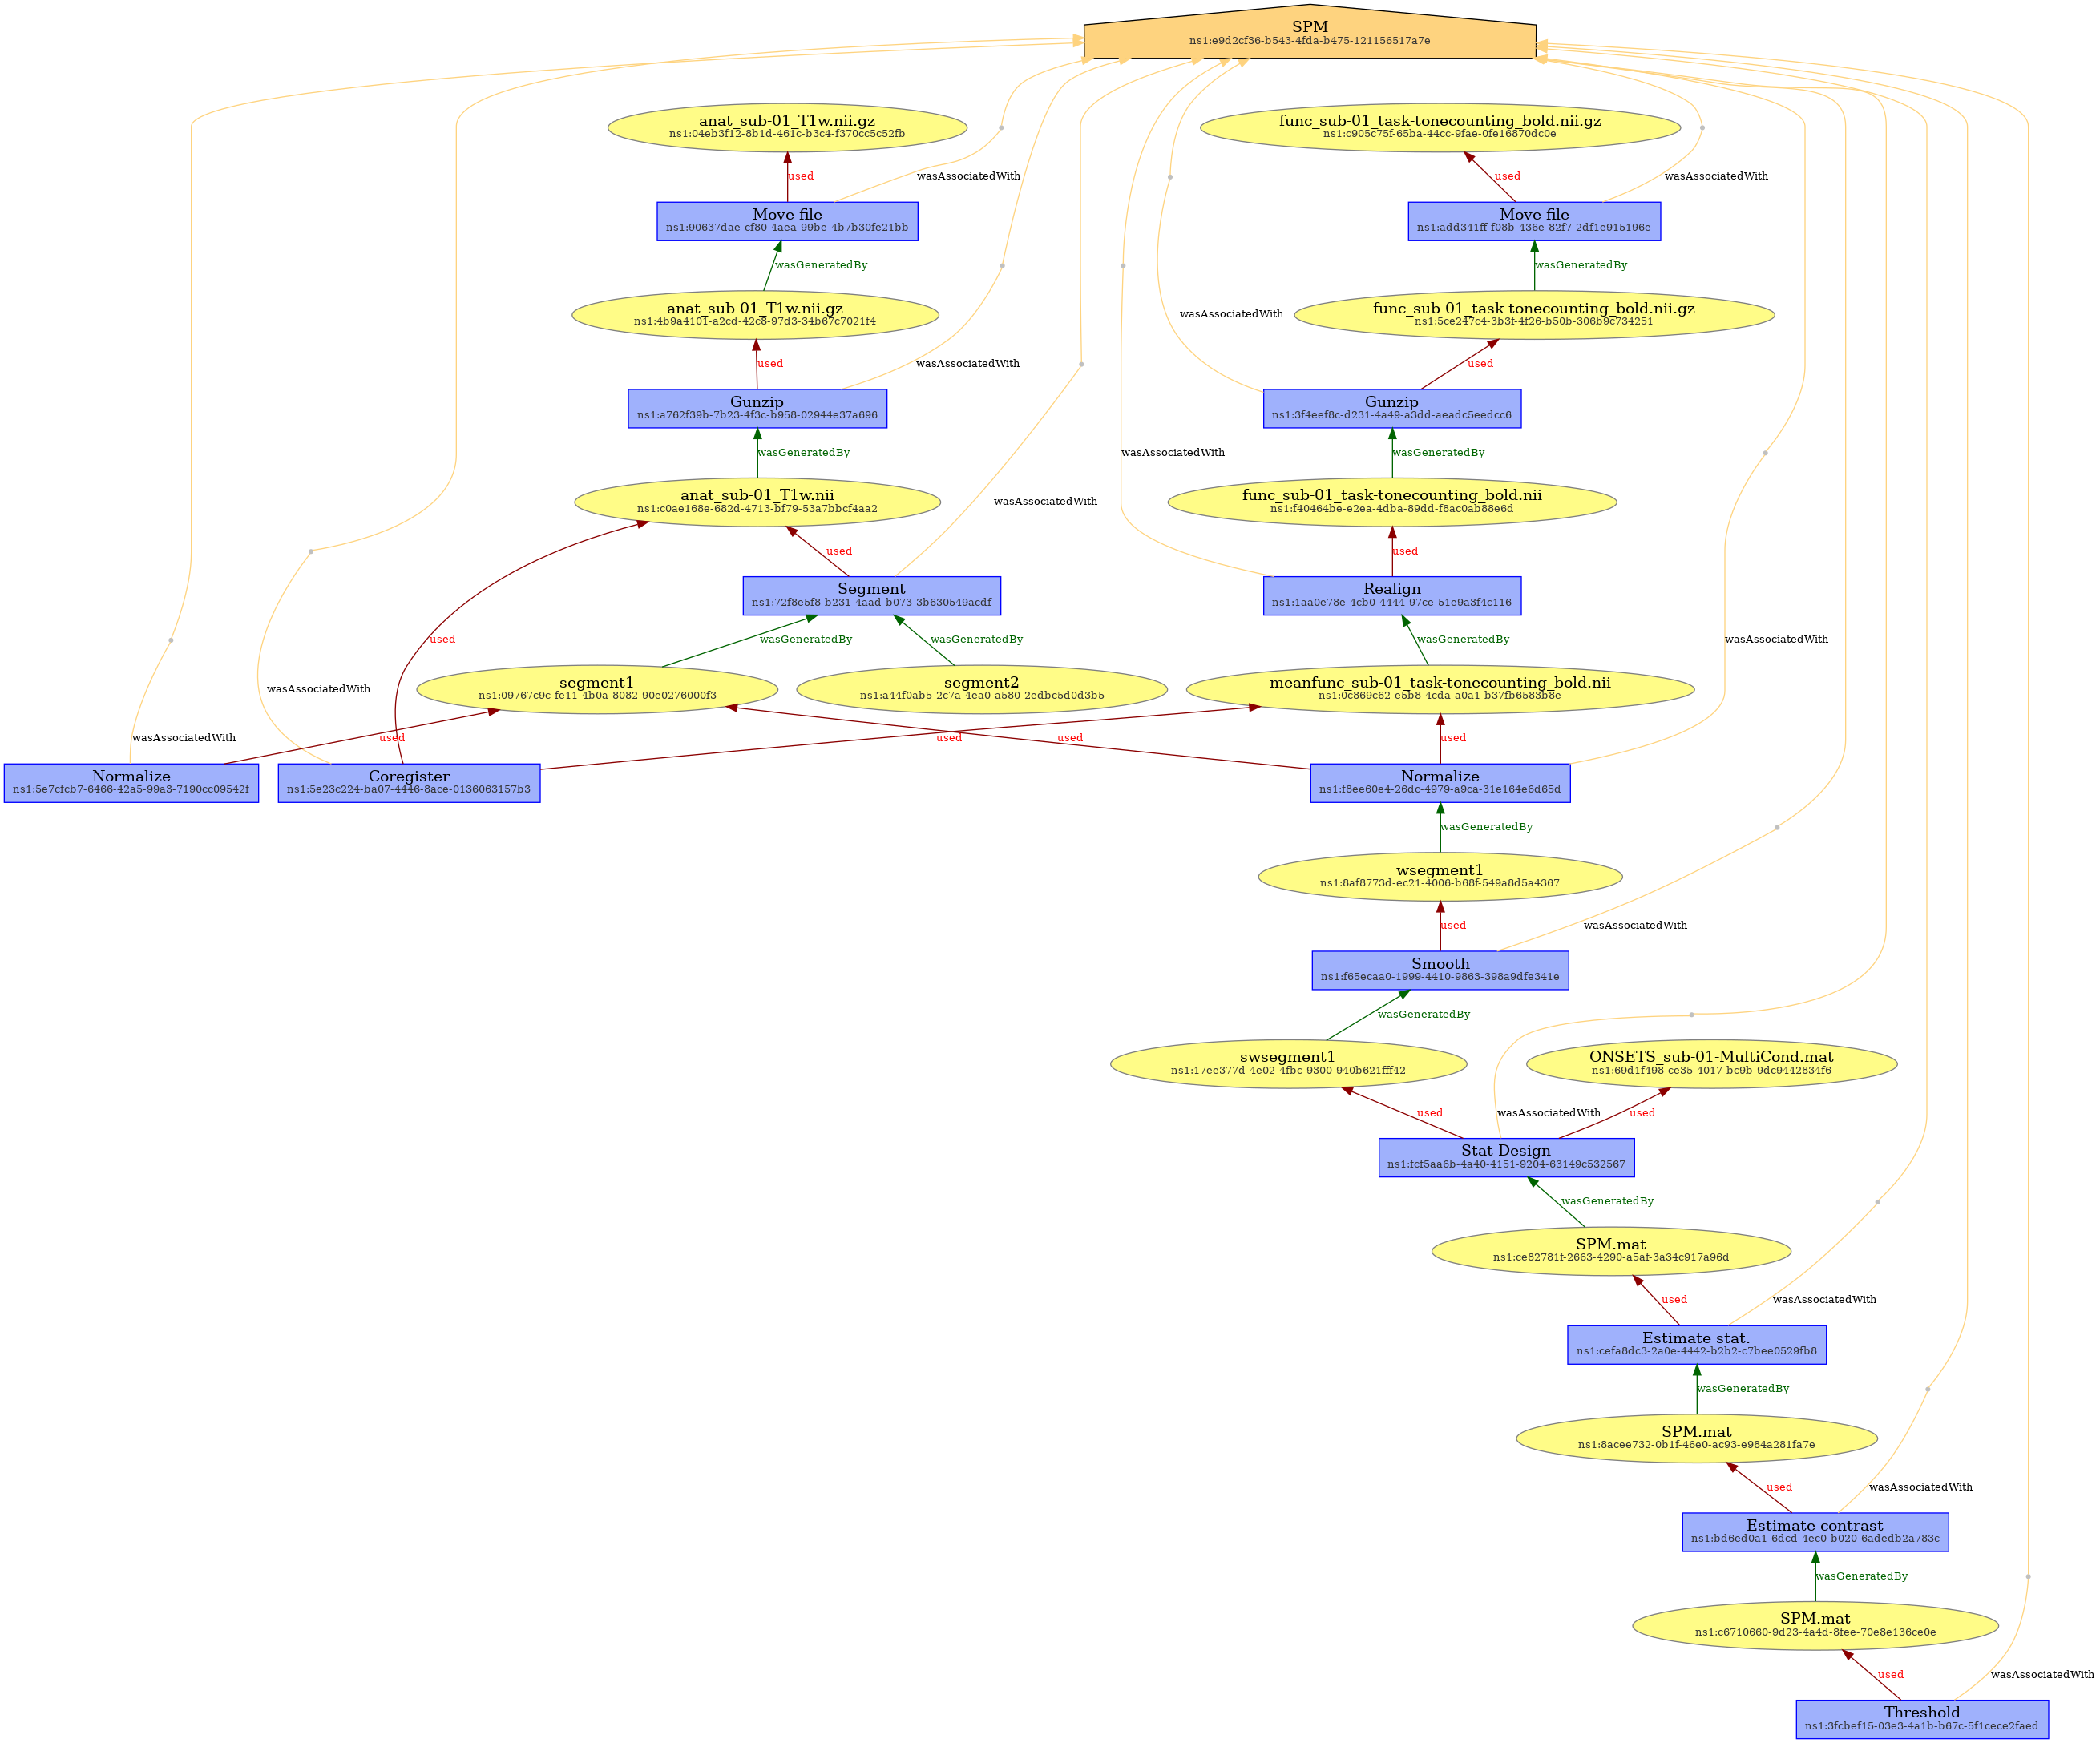 SPM
ns1:e9d2cf36-b543-4fda-b475-121156517a7e
anat_sub-01_T1w.nii.gz
ns1:04eb3f12-8b1d-461c-b3c4-f370cc5c52fb
func_sub-01_task-tonecounting_bold.nii.gz
ns1:c905c75f-65ba-44cc-9fae-0fe16870dc0e
used
wasAssociatedWith
used
wasAssociatedWith
Move file
ns1:90637dae-cf80-4aea-99be-4b7b30fe21bb
Move file
ns1:add341ff-f08b-436e-82f7-2df1e915196e
wasGeneratedBy
wasGeneratedBy
anat_sub-01_T1w.nii.gz
ns1:4b9a4101-a2cd-42c8-97d3-34b67c7021f4
wasAssociatedWith
func_sub-01_task-tonecounting_bold.nii.gz
ns1:5ce247c4-3b3f-4f26-b50b-306b9c734251
used
wasAssociatedWith
used
Gunzip
ns1:a762f39b-7b23-4f3c-b958-02944e37a696
Gunzip
ns1:3f4eef8c-d231-4a49-a3dd-aeadc5eedcc6
wasGeneratedBy
wasAssociatedWith
wasGeneratedBy
anat_sub-01_T1w.nii
ns1:c0ae168e-682d-4713-bf79-53a7bbcf4aa2
wasAssociatedWith
func_sub-01_task-tonecounting_bold.nii
ns1:f40464be-e2ea-4dba-89dd-f8ac0ab88e6d
used
used
Segment
ns1:72f8e5f8-b231-4aad-b073-3b630549acdf
Realign
ns1:1aa0e78e-4cb0-4444-97ce-51e9a3f4c116
used
wasGeneratedBy
wasGeneratedBy
wasGeneratedBy
wasAssociatedWith
wasAssociatedWith
segment1
ns1:09767c9c-fe11-4b0a-8082-90e0276000f3
segment2
ns1:a44f0ab5-2c7a-4ea0-a580-2edbc5d0d3b5
meanfunc_sub-01_task-tonecounting_bold.nii
ns1:0c869c62-e5b8-4cda-a0a1-b37fb6583b8e
wasAssociatedWith
used
used
used
used
Normalize
ns1:5e7cfcb7-6466-42a5-99a3-7190cc09542f
Coregister
ns1:5e23c224-ba07-4446-8ace-0136063157b3
Normalize
ns1:f8ee60e4-26dc-4979-a9ca-31e164e6d65d
wasGeneratedBy
wsegment1
ns1:8af8773d-ec21-4006-b68f-549a8d5a4367
used
wasAssociatedWith
Smooth
ns1:f65ecaa0-1999-4410-9863-398a9dfe341e
wasGeneratedBy
swsegment1
ns1:17ee377d-4e02-4fbc-9300-940b621fff42
ONSETS_sub-01-MultiCond.mat
ns1:69d1f498-ce35-4017-bc9b-9dc9442834f6
used
wasAssociatedWith
used
Stat Design
ns1:fcf5aa6b-4a40-4151-9204-63149c532567
wasGeneratedBy
SPM.mat
ns1:ce82781f-2663-4290-a5af-3a34c917a96d
used
wasAssociatedWith
Estimate stat.
ns1:cefa8dc3-2a0e-4442-b2b2-c7bee0529fb8
wasGeneratedBy
SPM.mat
ns1:8acee732-0b1f-46e0-ac93-e984a281fa7e
used
wasAssociatedWith
Estimate contrast
ns1:bd6ed0a1-6dcd-4ec0-b020-6adedb2a783c
wasGeneratedBy
SPM.mat
ns1:c6710660-9d23-4a4d-8fee-70e8e136ce0e
used
wasAssociatedWith
Threshold
ns1:3fcbef15-03e3-4a1b-b67c-5f1cece2faed